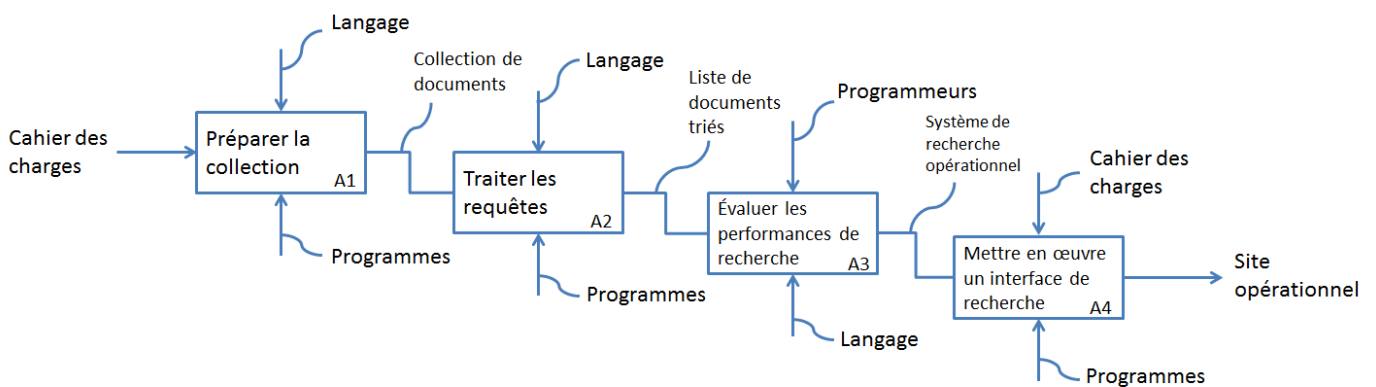 Langage
Cahier des
charges
Préparer la
collection
A1
Programmes
Collection de
documents
Langage
Traiter les
requêtes
A2
Programmes
Liste de
documents
triés
Programmeurs
Évaluer les
performances de
recherche
A3
Langage
Système de
recherche
opérationnel
Cahier des
charges
Mettre en œuvre
un interface de
recherche
A4
Programmes
Site
opérationnel